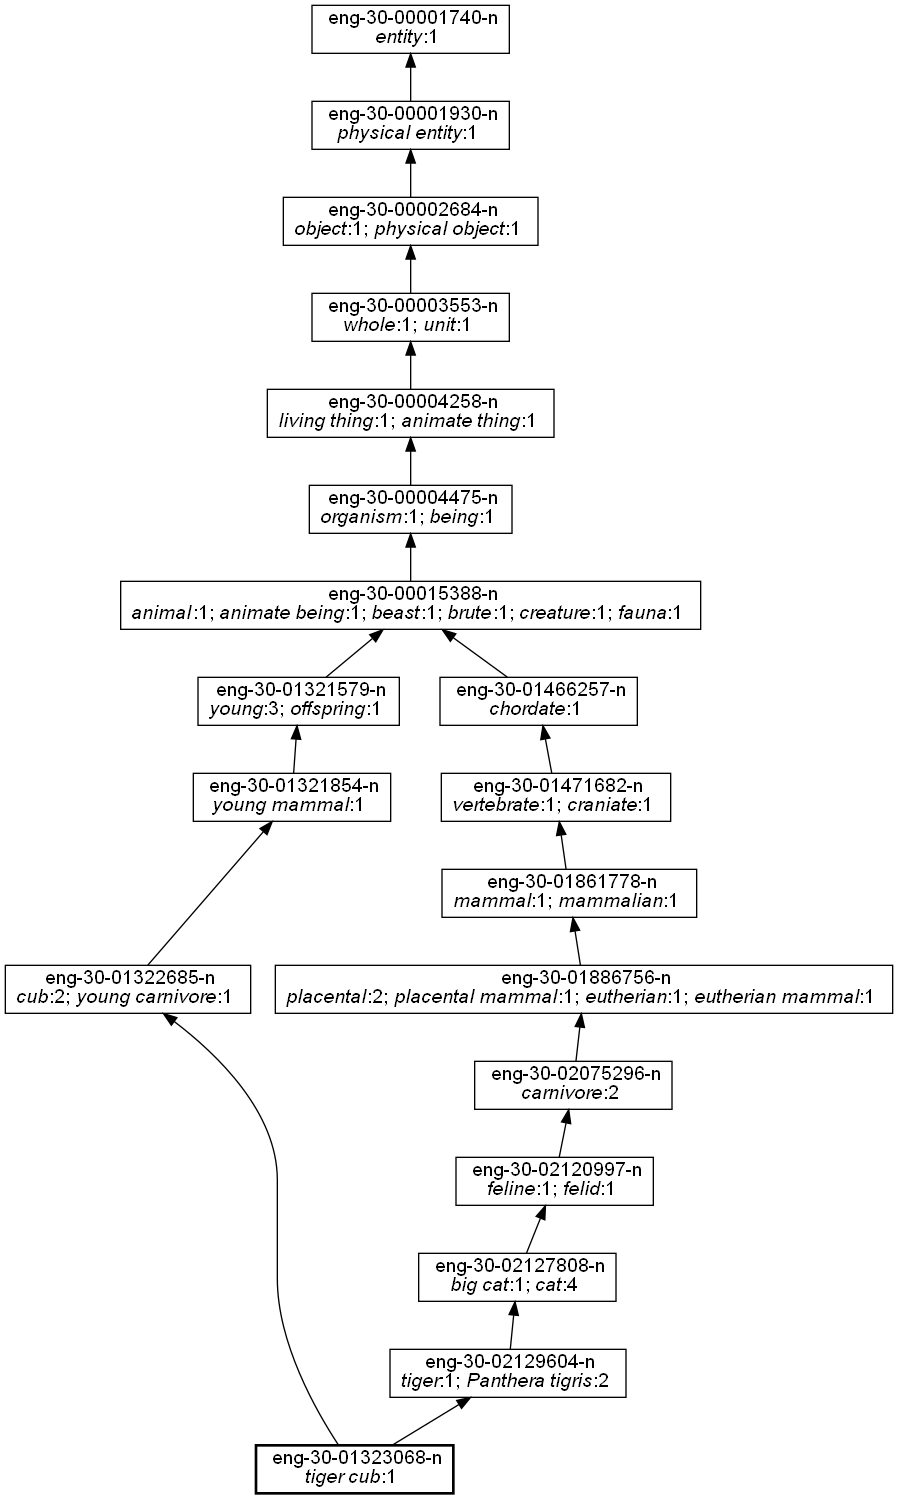 eng-30-00001740-n
entity:1
eng-30-00001930-n
physical entity:1
eng-30-00002684-n
object:1; physical object:1
eng-30-00003553-n
whole:1; unit:1
eng-30-00004258-n
living thing:1; animate thing:1
eng-30-00004475-n
organism:1; being:1
eng-30-00015388-n
animal:1; animate being:1; beast:1; brute:1; creature:1; fauna:1
eng-30-01321579-n
young:3; offspring:1
eng-30-01466257-n
chordate:1
eng-30-01321854-n
young mammal:1
eng-30-01471682-n
vertebrate:1; craniate:1
eng-30-01861778-n
mammal:1; mammalian:1
eng-30-01322685-n
cub:2; young carnivore:1
eng-30-01886756-n
placental:2; placental mammal:1; eutherian:1; eutherian mammal:1
eng-30-02075296-n
carnivore:2
eng-30-02120997-n
feline:1; felid:1
eng-30-02127808-n
big cat:1; cat:4
eng-30-02129604-n
tiger:1; Panthera tigris:2
eng-30-01323068-n
tiger cub:1